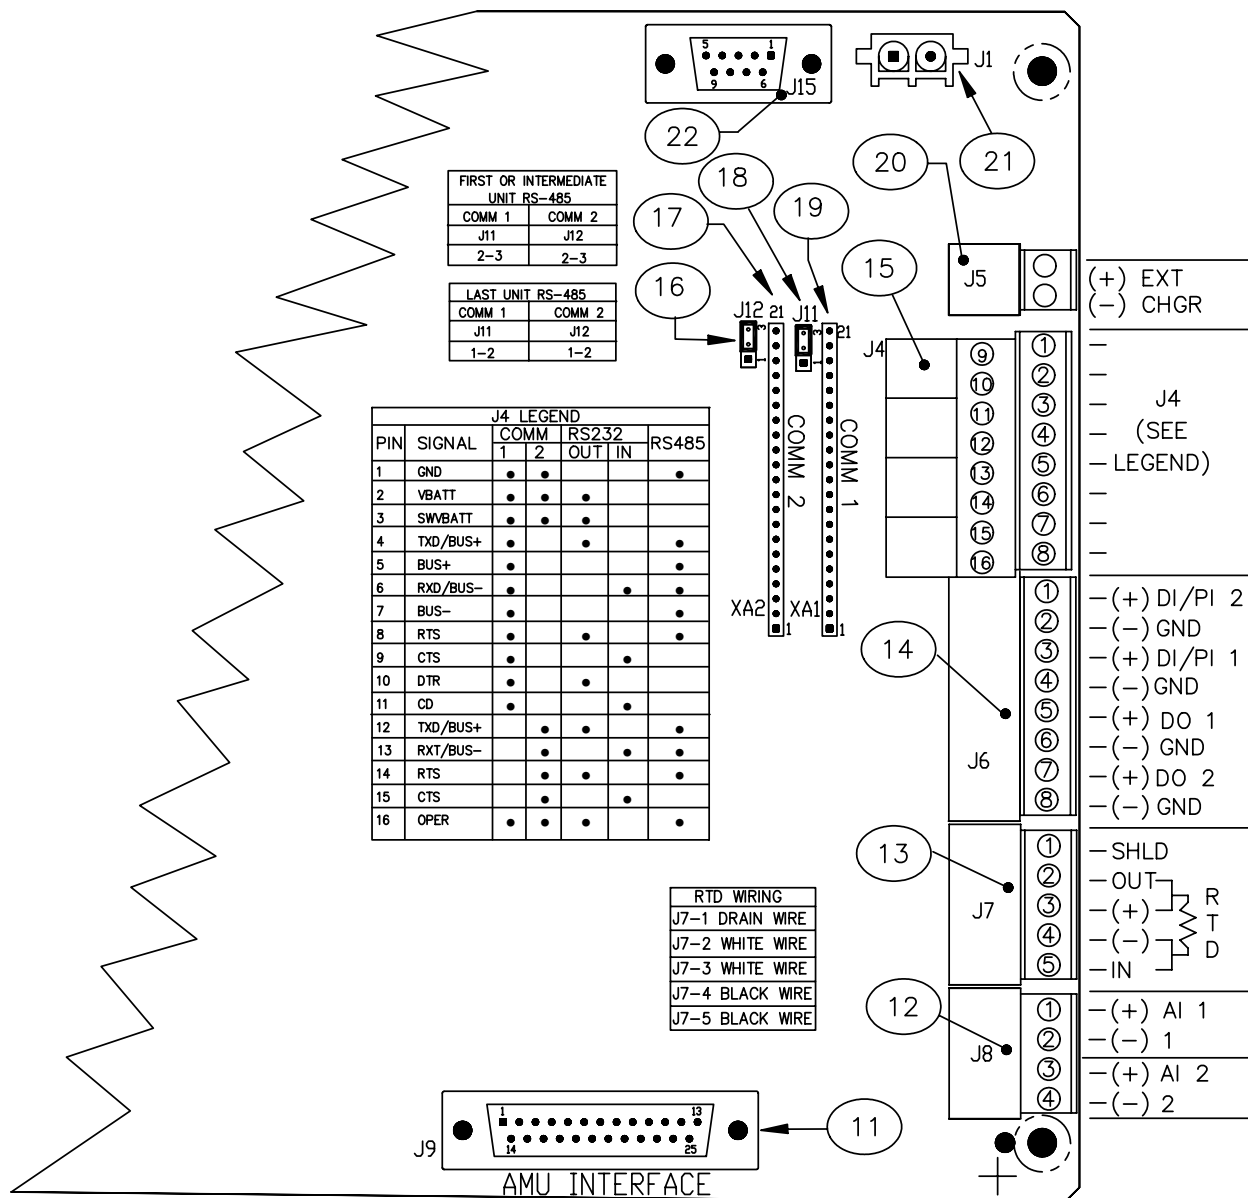 5 1
9 6
J15
J1
22
20
21
18
17
19
16
15
FIRST OR INTERMEDIATE
UNIT RS-485
COMM 1 COMM 2
J11 J12
2-3 2-3
LAST UNIT RS-485
COMM 1 COMM 2
J11 J12
1-2 1-2
J12 21 J11
3 3 21
1 1
COMM 2
COMM 1
XA2 XA1
1 1
J5
(+) EXT
(-) CHGR
J4
9
10
11
12
13
14
15
16
1
2
3
4
5
6
7
8
J4
(SEE
LEGEND)
J4 LEGEND
PIN SIGNAL COMM RS232 RS485
1 2 OUT IN
1 GND ● ● ●
2 VBATT ● ● ●
3 SWVBATT ● ● ●
4 TXD/BUS+ ● ● ●
5 BUS+ ● ●
6 RXD/BUS- ● ● ●
7 BUS- ● ●
8 RTS ● ● ●
9 CTS ● ●
10 DTR ● ●
11 CD ● ●
12 TXD/BUS+ ● ● ●
13 RXT/BUS- ● ● ●
14 RTS ● ● ●
15 CTS ● ●
16 OPER ● ● ● ●
14
J6
1 (+) DI/PI 2
2 (-) GND
3 (+) DI/PI 1
4 (-) GND
5 (+) DO 1
6 (-) GND
7 (+) DO 2
8 (-) GND
13
J7
1 SHLD
2 OUT
3 (+)
4 (-)
5 IN
R
T
D
RTD WIRING
J7-1 DRAIN WIRE
J7-2 WHITE WIRE
J7-3 WHITE WIRE
J7-4 BLACK WIRE
J7-5 BLACK WIRE
12
J8
1 (+) AI 1
2 (-) 1
3 (+) AI 2
4 (-) 2
1 13
14 25
J9
11
AMU INTERFACE